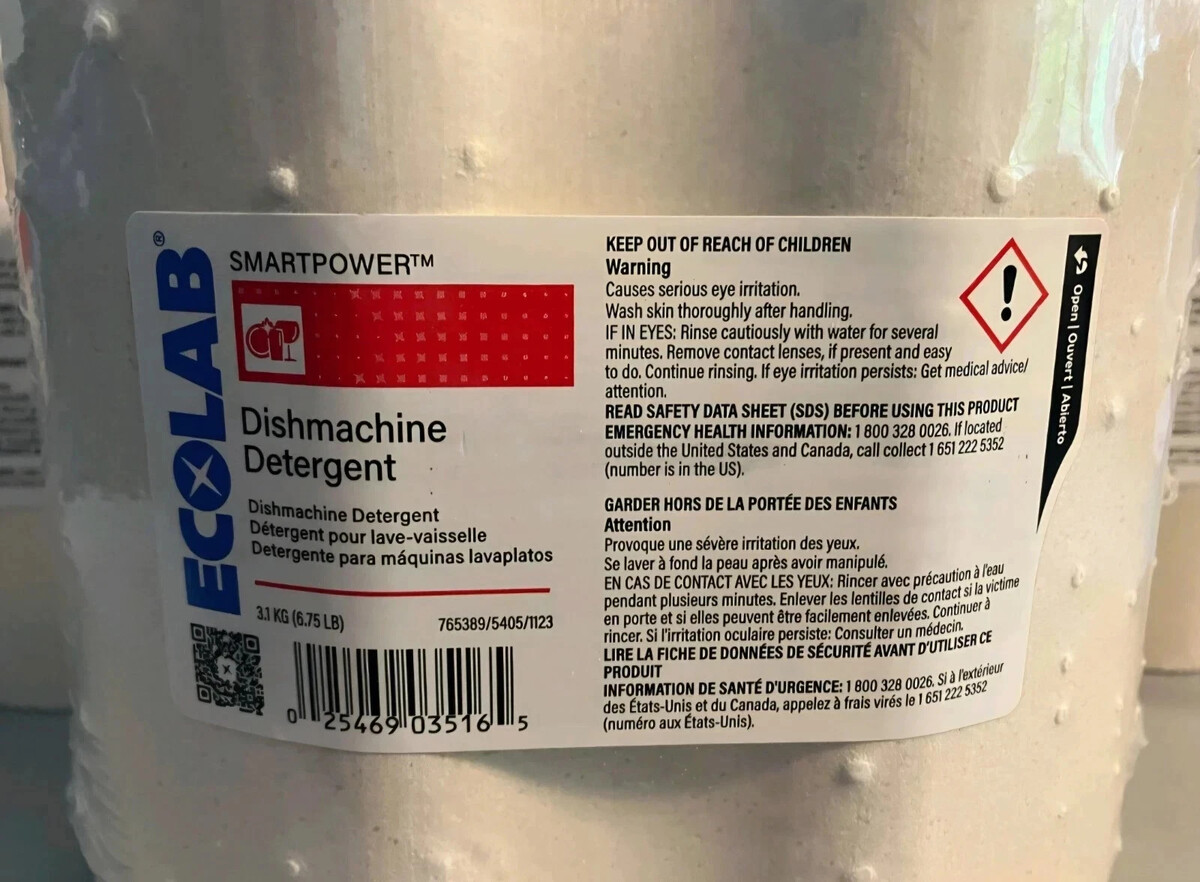 ECOLAB®
SMARTPOWER™
Dishmachine
Detergent
Dishmachine Detergent
Détergent pour lave-vaisselle
Detergente para máquinas lavaplatos
3.1 KG (6.75 LB) 765389/5405/1123
0 25469 03516 5
KEEP OUT OF REACH OF CHILDREN
Warning
Causes serious eye irritation.
Wash skin thoroughly after handling.
IF IN EYES: Rinse cautiously with water for several
minutes. Remove contact lenses, if present and easy
to do. Continue rinsing. If eye irritation persists: Get medical advice/
attention.
READ SAFETY DATA SHEET (SDS) BEFORE USING THIS PRODUCT
EMERGENCY HEALTH INFORMATION: 1 800 328 0026. If located
outside the United States and Canada, call collect 1 651 222 5352
(number is in the US).
GARDER HORS DE LA PORTÉE DES ENFANTS
Attention
Provoque une sévère irritation des yeux.
Se laver à fond la peau après avoir manipulé.
EN CAS DE CONTACT AVEC LES YEUX: Rincer avec précaution à l'eau
pendant plusieurs minutes. Enlever les lentilles de contact si la victime
en porte et si elles peuvent être facilement enlevées. Continuer à
rincer. Si l'irritation oculaire persiste: Consulter un médecin.
LIRE LA FICHE DE DONNÉES DE SÉCURITÉ AVANT D'UTILISER CE
PRODUIT
INFORMATION DE SANTÉ D'URGENCE: 1 800 328 0026. Si à l'extérieur
des États-Unis et du Canada, appelez à frais virés le 1 651 222 5352
(numéro aux États-Unis).
Open | Ouvert | Abierto